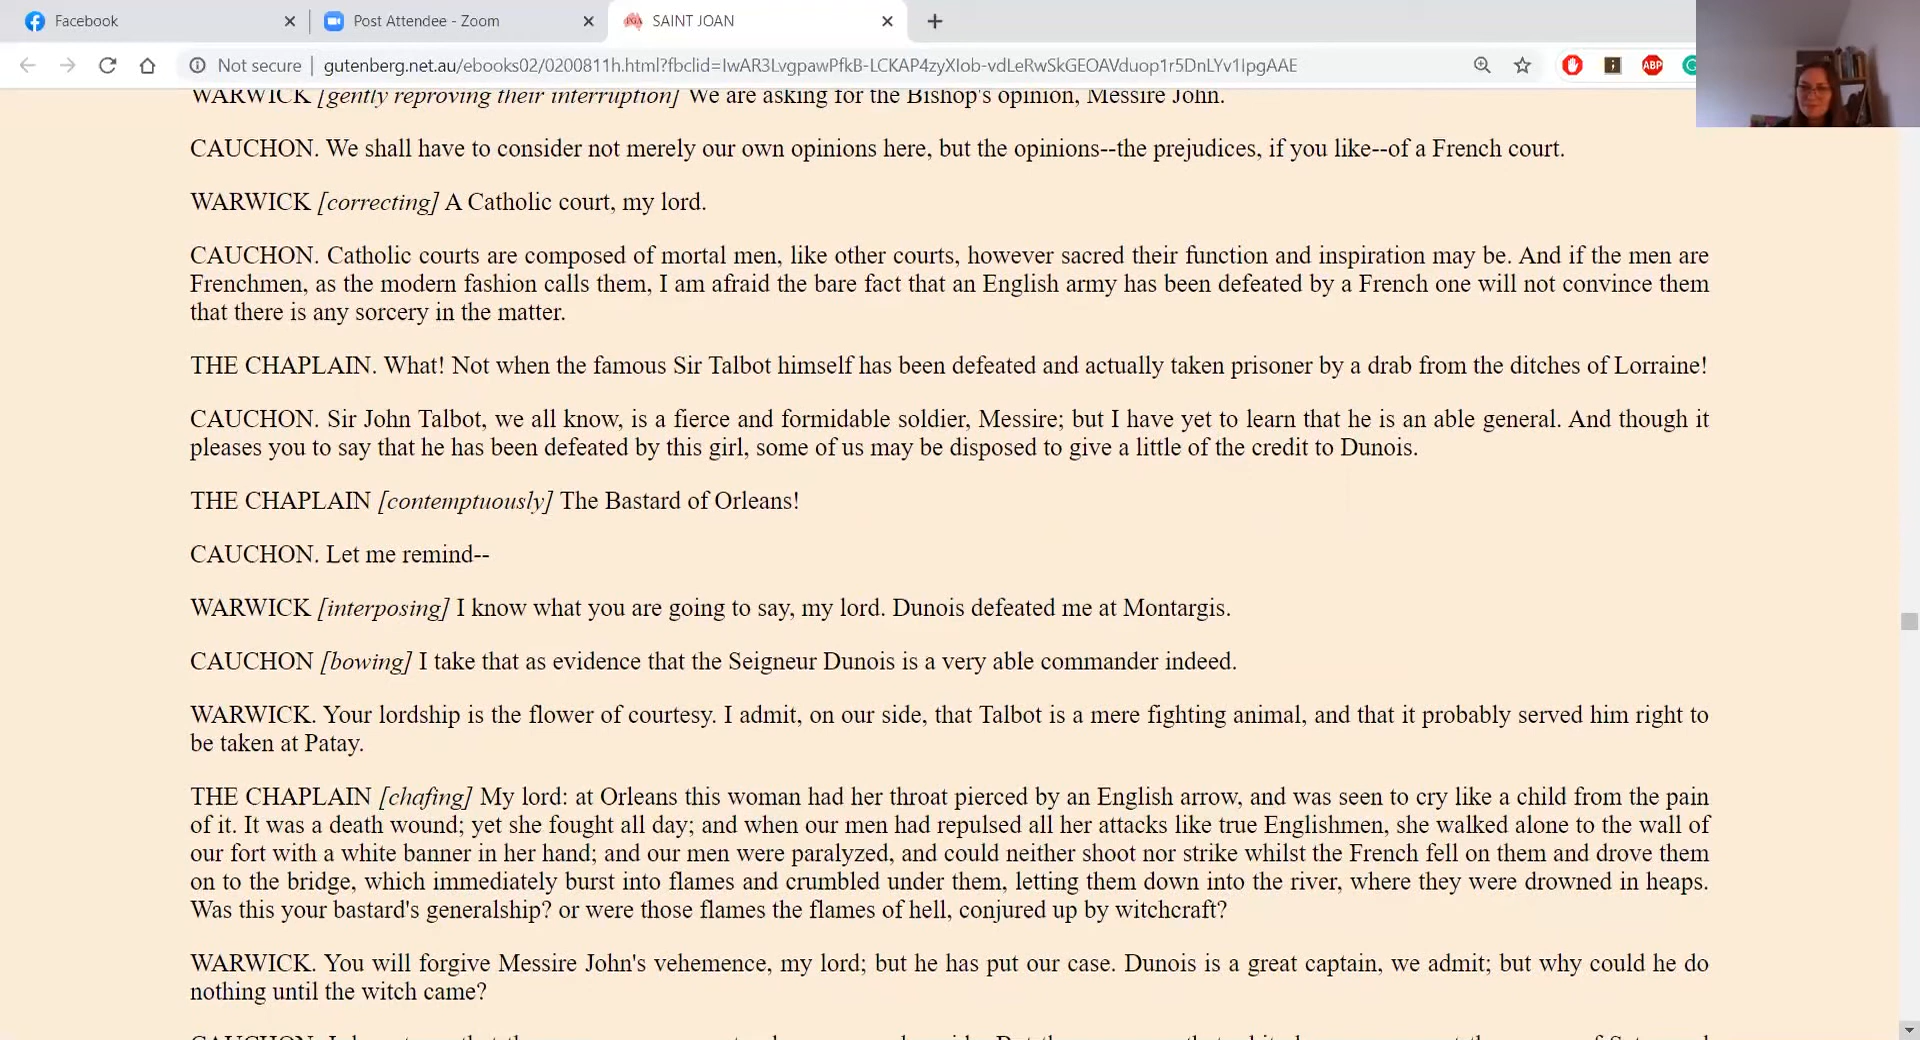 Facebook
Post Attendee - Zoom
SAINT JOAN
Not secure | gutenberg.net.au/ebooks02/0200811h.html?fbclid=IwAR3LvgpawPfkB-LCKAP4zyXIob-vdLeRwSkGEOAVduop1r5DnLYv1IpgAAE
ABP
WARWICK [gently reproving their interruption] We are asking for the Bishop's opinion, Messire John.
CAUCHON. We shall have to consider not merely our own opinions here, but the opinions--the prejudices, if you like--of a French court.
WARWICK [correcting] A Catholic court, my lord.
CAUCHON. Catholic courts are composed of mortal men, like other courts, however sacred their function and inspiration may be. And if the men are
Frenchmen, as the modern fashion calls them, I am afraid the bare fact that an English army has been defeated by a French one will not convince them
that there is any sorcery in the matter.
THE CHAPLAIN. What! Not when the famous Sir Talbot himself has been defeated and actually taken prisoner by a drab from the ditches of Lorraine!
CAUCHON. Sir John Talbot, we all know, is a fierce and formidable soldier, Messire; but I have yet to learn that he is an able general. And though it
pleases you to say that he has been defeated by this girl, some of us may be disposed to give a little of the credit to Dunois.
THE CHAPLAIN [contemptuously] The Bastard of Orleans!
CAUCHON. Let me remind--
WARWICK [interposing] I know what you are going to say, my lord. Dunois defeated me at Montargis.
CAUCHON [bowing] I take that as evidence that the Seigneur Dunois is a very able commander indeed.
WARWICK. Your lordship is the flower of courtesy. I admit, on our side, that Talbot is a mere fighting animal, and that it probably served him right to
be taken at Patay.
THE CHAPLAIN [chafing] My lord: at Orleans this woman had her throat pierced by an English arrow, and was seen to cry like a child from the pain
of it. It was a death wound; yet she fought all day; and when our men had repulsed all her attacks like true Englishmen, she walked alone to the wall of
our fort with a white banner in her hand; and our men were paralyzed, and could neither shoot nor strike whilst the French fell on them and drove them
on to the bridge, which immediately burst into flames and crumbled under them, letting them down into the river, where they were drowned in heaps.
Was this your bastard's generalship? or were those flames the flames of hell, conjured up by witchcraft?
WARWICK. You will forgive Messire John's vehemence, my lord; but he has put our case. Dunois is a great captain, we admit; but why could he do
nothing until the witch came?